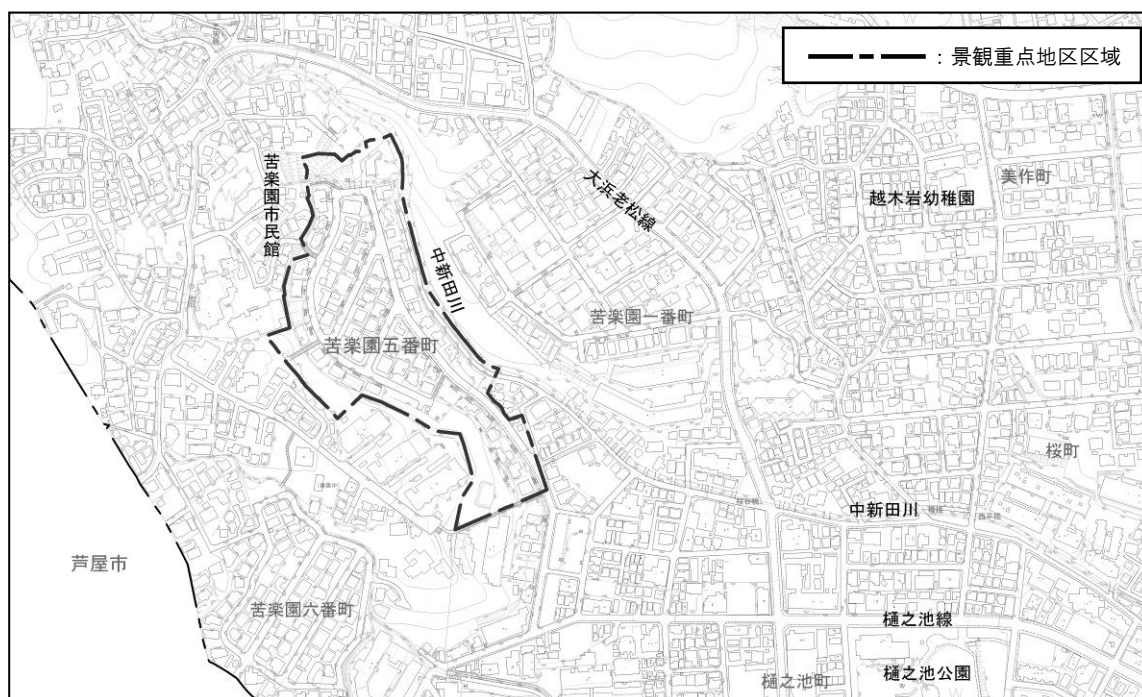 ：景観重点地区区域
苦楽園市民館
大浜老松線
越木岩幼稚園
美作町
中新田川
苦楽園一番町
苦楽園五番町
桜町
中新田川
芦屋市
苦楽園六番町
樋之池線
樋之池町
樋之池公園